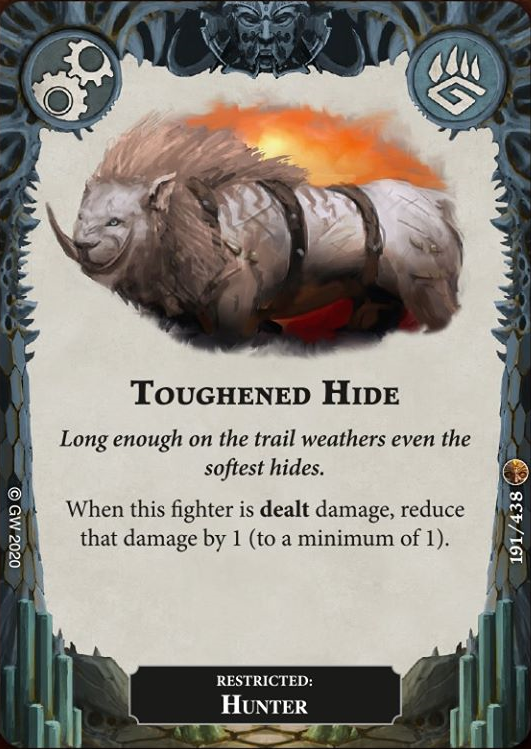 Toughened Hide
Long enough on the trail weathers even the
softest hides.
When this fighter is dealt damage, reduce
that damage by 1 (to a minimum of 1).
© GW 2020
191/438
RESTRICTED:
Hunter